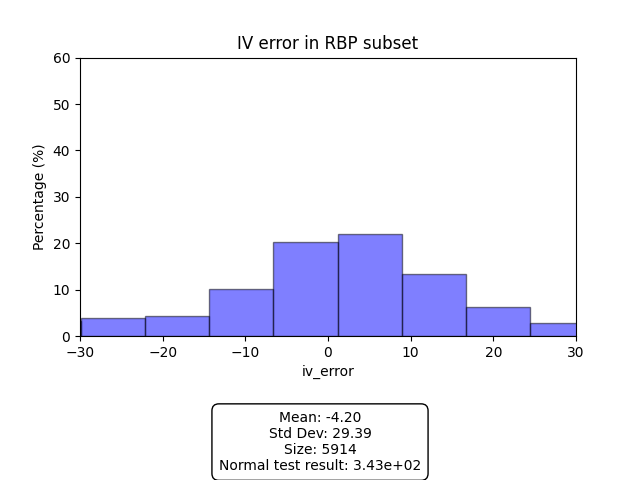 IV error in RBP subset
60
50
40
30
20
10
0
Percentage (%)
−30
−20
−10
0
10
20
30
iv_error
Mean: -4.20
Std Dev: 29.39
Size: 5914
Normal test result: 3.43e+02